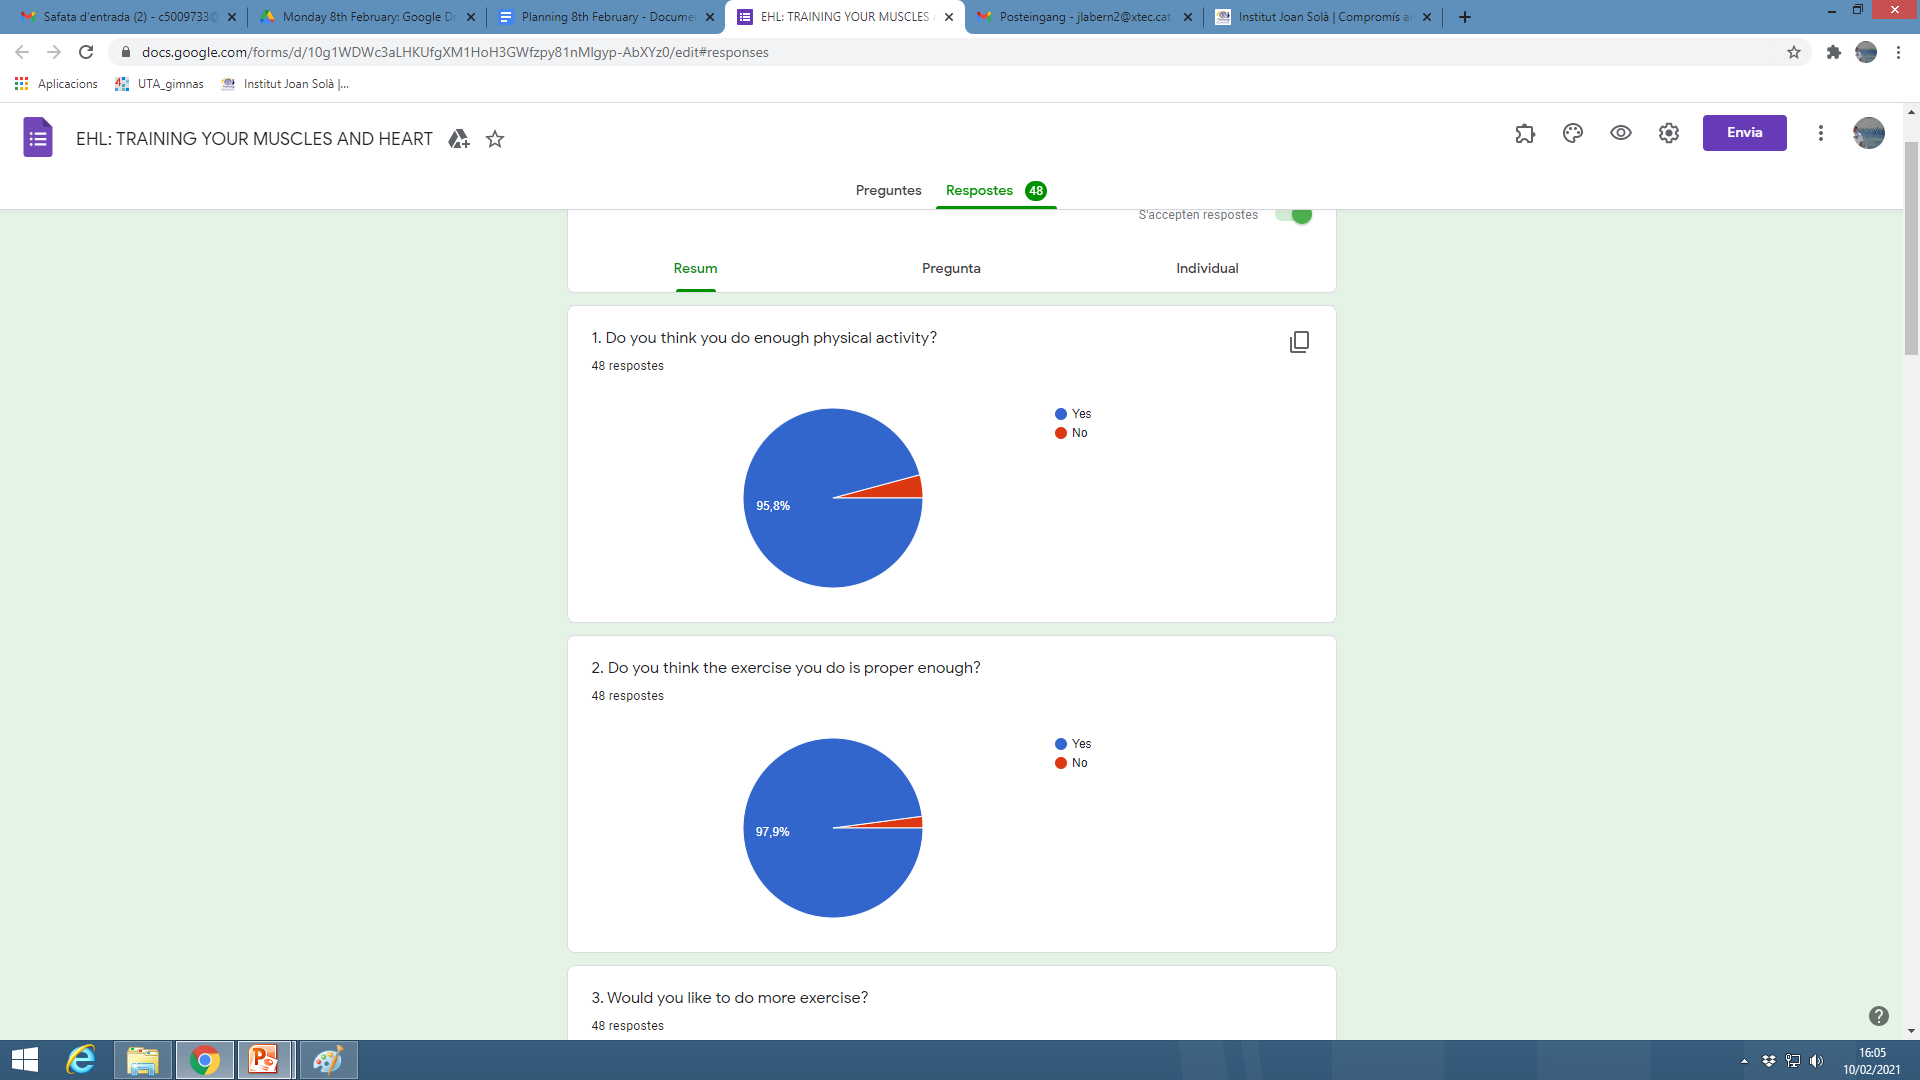 Safata d'entrada (2) - c5009733@
Monday 8th February: Google Dr
Planning 8th February - Docume
EHL: TRAINING YOUR MUSCLES A
Posteingang - jlabern2@xtec.cat
Institut Joan Solà | Compromís a
docs.google.com/forms/d/10g1WDWc3aLHKUfgXM1HoH3GWfzpy81nMlgyp-AbXYz0/edit#responses
Aplicacions
UTA_gimnas
Institut Joan Solà |...
EHL: TRAINING YOUR MUSCLES AND HEART
Envia
Preguntes
Respostes 48
S'accepten respostes
Resum
Pregunta
Individual
1. Do you think you do enough physical activity?
48 respostes
Yes
No
95,8%
2. Do you think the exercise you do is proper enough?
48 respostes
Yes
No
97,9%
3. Would you like to do more exercise?
48 respostes
16:05
10/02/2021